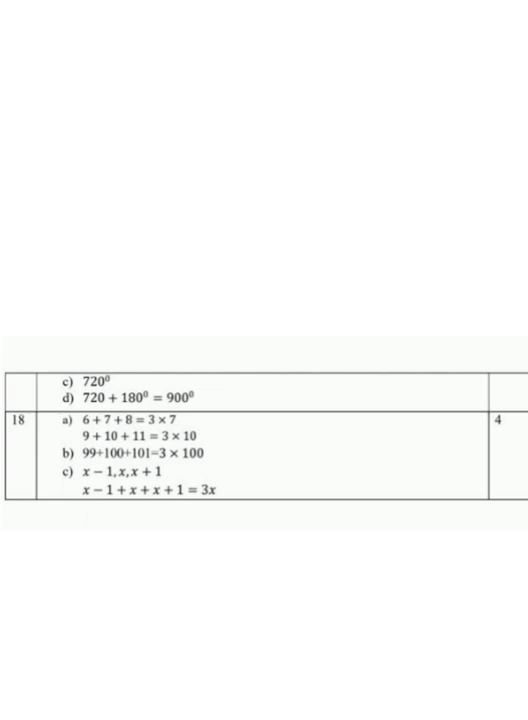 c) 720⁰
d) 720 + 180⁰ = 900⁰
18 a) 6 + 7 + 8 = 3 × 7 4
9 + 10 + 11 = 3 × 10
b) 99+100+101=3 × 100
c) x − 1, x, x + 1
x − 1 + x + x + 1 = 3x